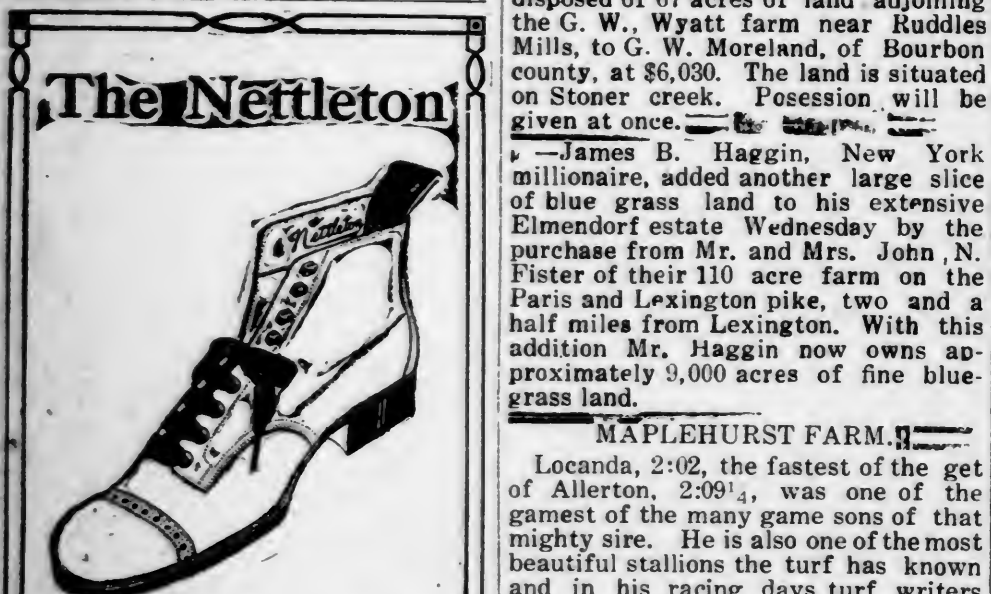 The Nettleton
Nettleton
disposed of 67 acres of land adjoining
the G. W., Wyatt farm near Ruddles
Mills, to G. W. Moreland, of Bourbon
county, at $6,030. The land is situated
on Stoner creek. Posession will be
given at once.
—James B. Haggin, New York
millionaire, added another large slice
of blue grass land to his extensive
Elmendorf estate Wednesday by the
purchase from Mr. and Mrs. John N.
Fister of their 110 acre farm on the
Paris and Lexington pike, two and a
half miles from Lexington. With this
addition Mr. Haggin now owns ap-
proximately 9,000 acres of fine blue-
grass land.
MAPLEHURST FARM.
Locanda, 2:02, the fastest of the get
of Allerton, 2:09¼, was one of the
gamest of the many game sons of that
mighty sire. He is also one of the most
beautiful stallions the turf has known
and in his racing days turf writers